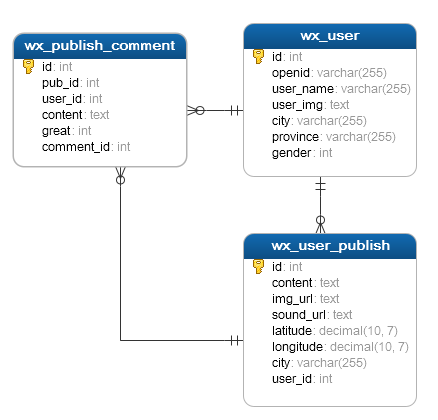 wx_publish_comment
id: int
pub_id: int
user_id: int
content: text
great: int
comment_id: int
wx_user
id: int
openid: varchar(255)
user_name: varchar(255)
user_img: text
city: varchar(255)
province: varchar(255)
gender: int
wx_user_publish
id: int
content: text
img_url: text
sound_url: text
latitude: decimal(10, 7)
longitude: decimal(10, 7)
city: varchar(255)
user_id: int